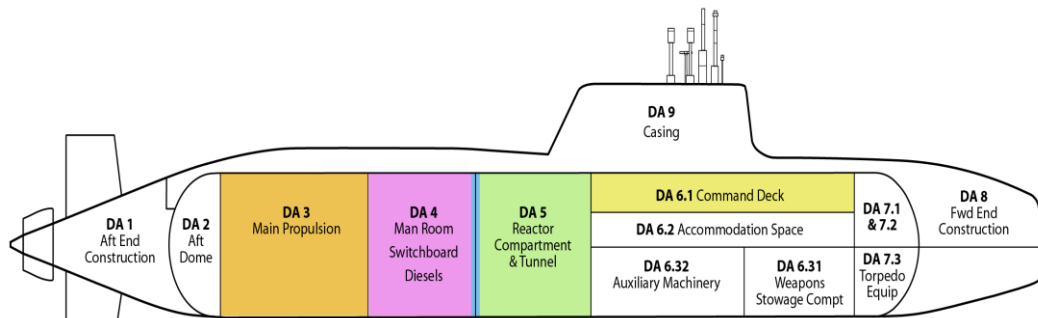 DA 9
Casing
DA 1
Aft End
Construction
DA 2
Aft
Dome
DA 3
Main Propulsion
DA 4
Man Room
Switchboard
Diesels
DA 5
Reactor
Compartment
& Tunnel
DA 6.1 Command Deck
DA 6.2 Accommodation Space
DA 6.32
Auxiliary Machinery
DA 6.31
Weapons
Stowage Compt
DA 7.1
& 7.2
DA 7.3
Torpedo
Equip
DA 8
Fwd End
Construction